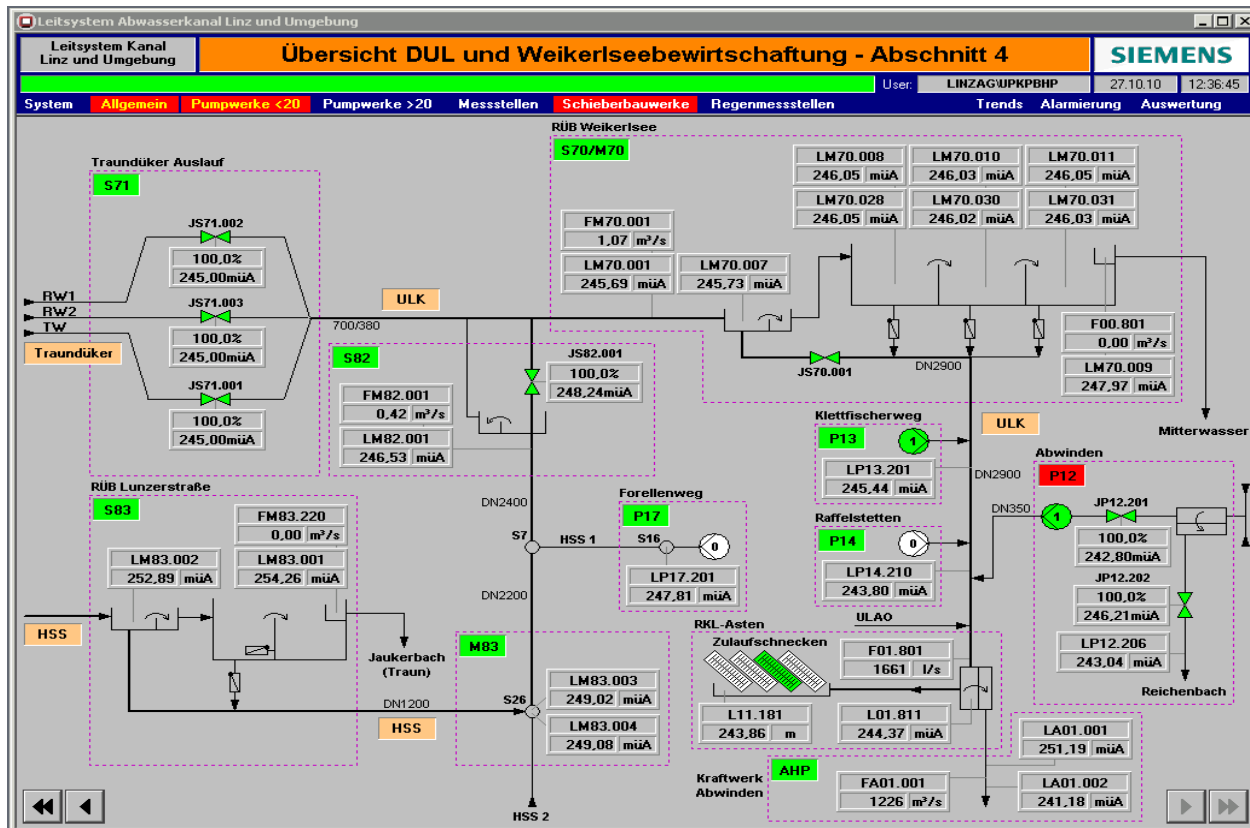 Leitsystem Abwasserkanal Linz und Umgebung
Leitsystem Kanal
Linz und Umgebung
Übersicht DUL und Weikerlseebewirtschaftung - Abschnitt 4
SIEMENS
User: LINZAG\UPKPBHP 27.10.10 12:36:45
System Allgemein Pumpwerke <20 Pumpwerke >20 Messstellen Schieberbauwerke Regenmessstellen Trends Alarmierung Auswertung
RÜB Weikerlsee
S70/M70
LM70.008 LM70.010 LM70.011
246,05 müA 246,03 müA 246,05 müA
LM70.028 LM70.030 LM70.031
246,05 müA 246,02 müA 246,03 müA
FM70.001
1,07 m³/s
LM70.001 LM70.007
245,69 müA 245,73 müA
F00.801
0,00 m³/s
LM70.009
247,97 müA
JS70.001
DN2900
Mitterwasser
Traundüker Auslauf
S71
JS71.002
100,0%
245,00müA
RW1
RW2
TW
Traundüker
JS71.003
100,0%
245,00müA
JS71.001
100,0%
245,00müA
ULK
700/380
S82
JS82.001
100,0%
248,24müA
FM82.001
0,42 m³/s
LM82.001
246,53 müA
Klettfischerweg
P13
1
LP13.201
245,44 müA
ULK
DN2900
Raffelstetten
P14
0
LP14.210
243,80 müA
Abwinden
P12
DN350
1
JP12.201
100,0%
242,80müA
JP12.202
100,0%
246,21müA
LP12.206
243,04 müA
Reichenbach
RÜB Lunzerstraße
S83
FM83.220
0,00 m³/s
LM83.002 LM83.001
252,89 müA 254,26 müA
HSS
Jaukerbach
(Traun)
DN1200
HSS
DN2400
S7
HSS 1
DN2200
Forellenweg
P17
S16
0
LP17.201
247,81 müA
M83
S26
LM83.003
249,02 müA
LM83.004
249,08 müA
HSS 2
ULAO
RKL-Asten
Zulaufschnecken
F01.801
1661 l/s
L11.181
243,86 m
L01.811
244,37 müA
Kraftwerk
Abwinden
AHP
LA01.001
251,19 müA
FA01.001
1226 m³/s
LA01.002
241,18 müA